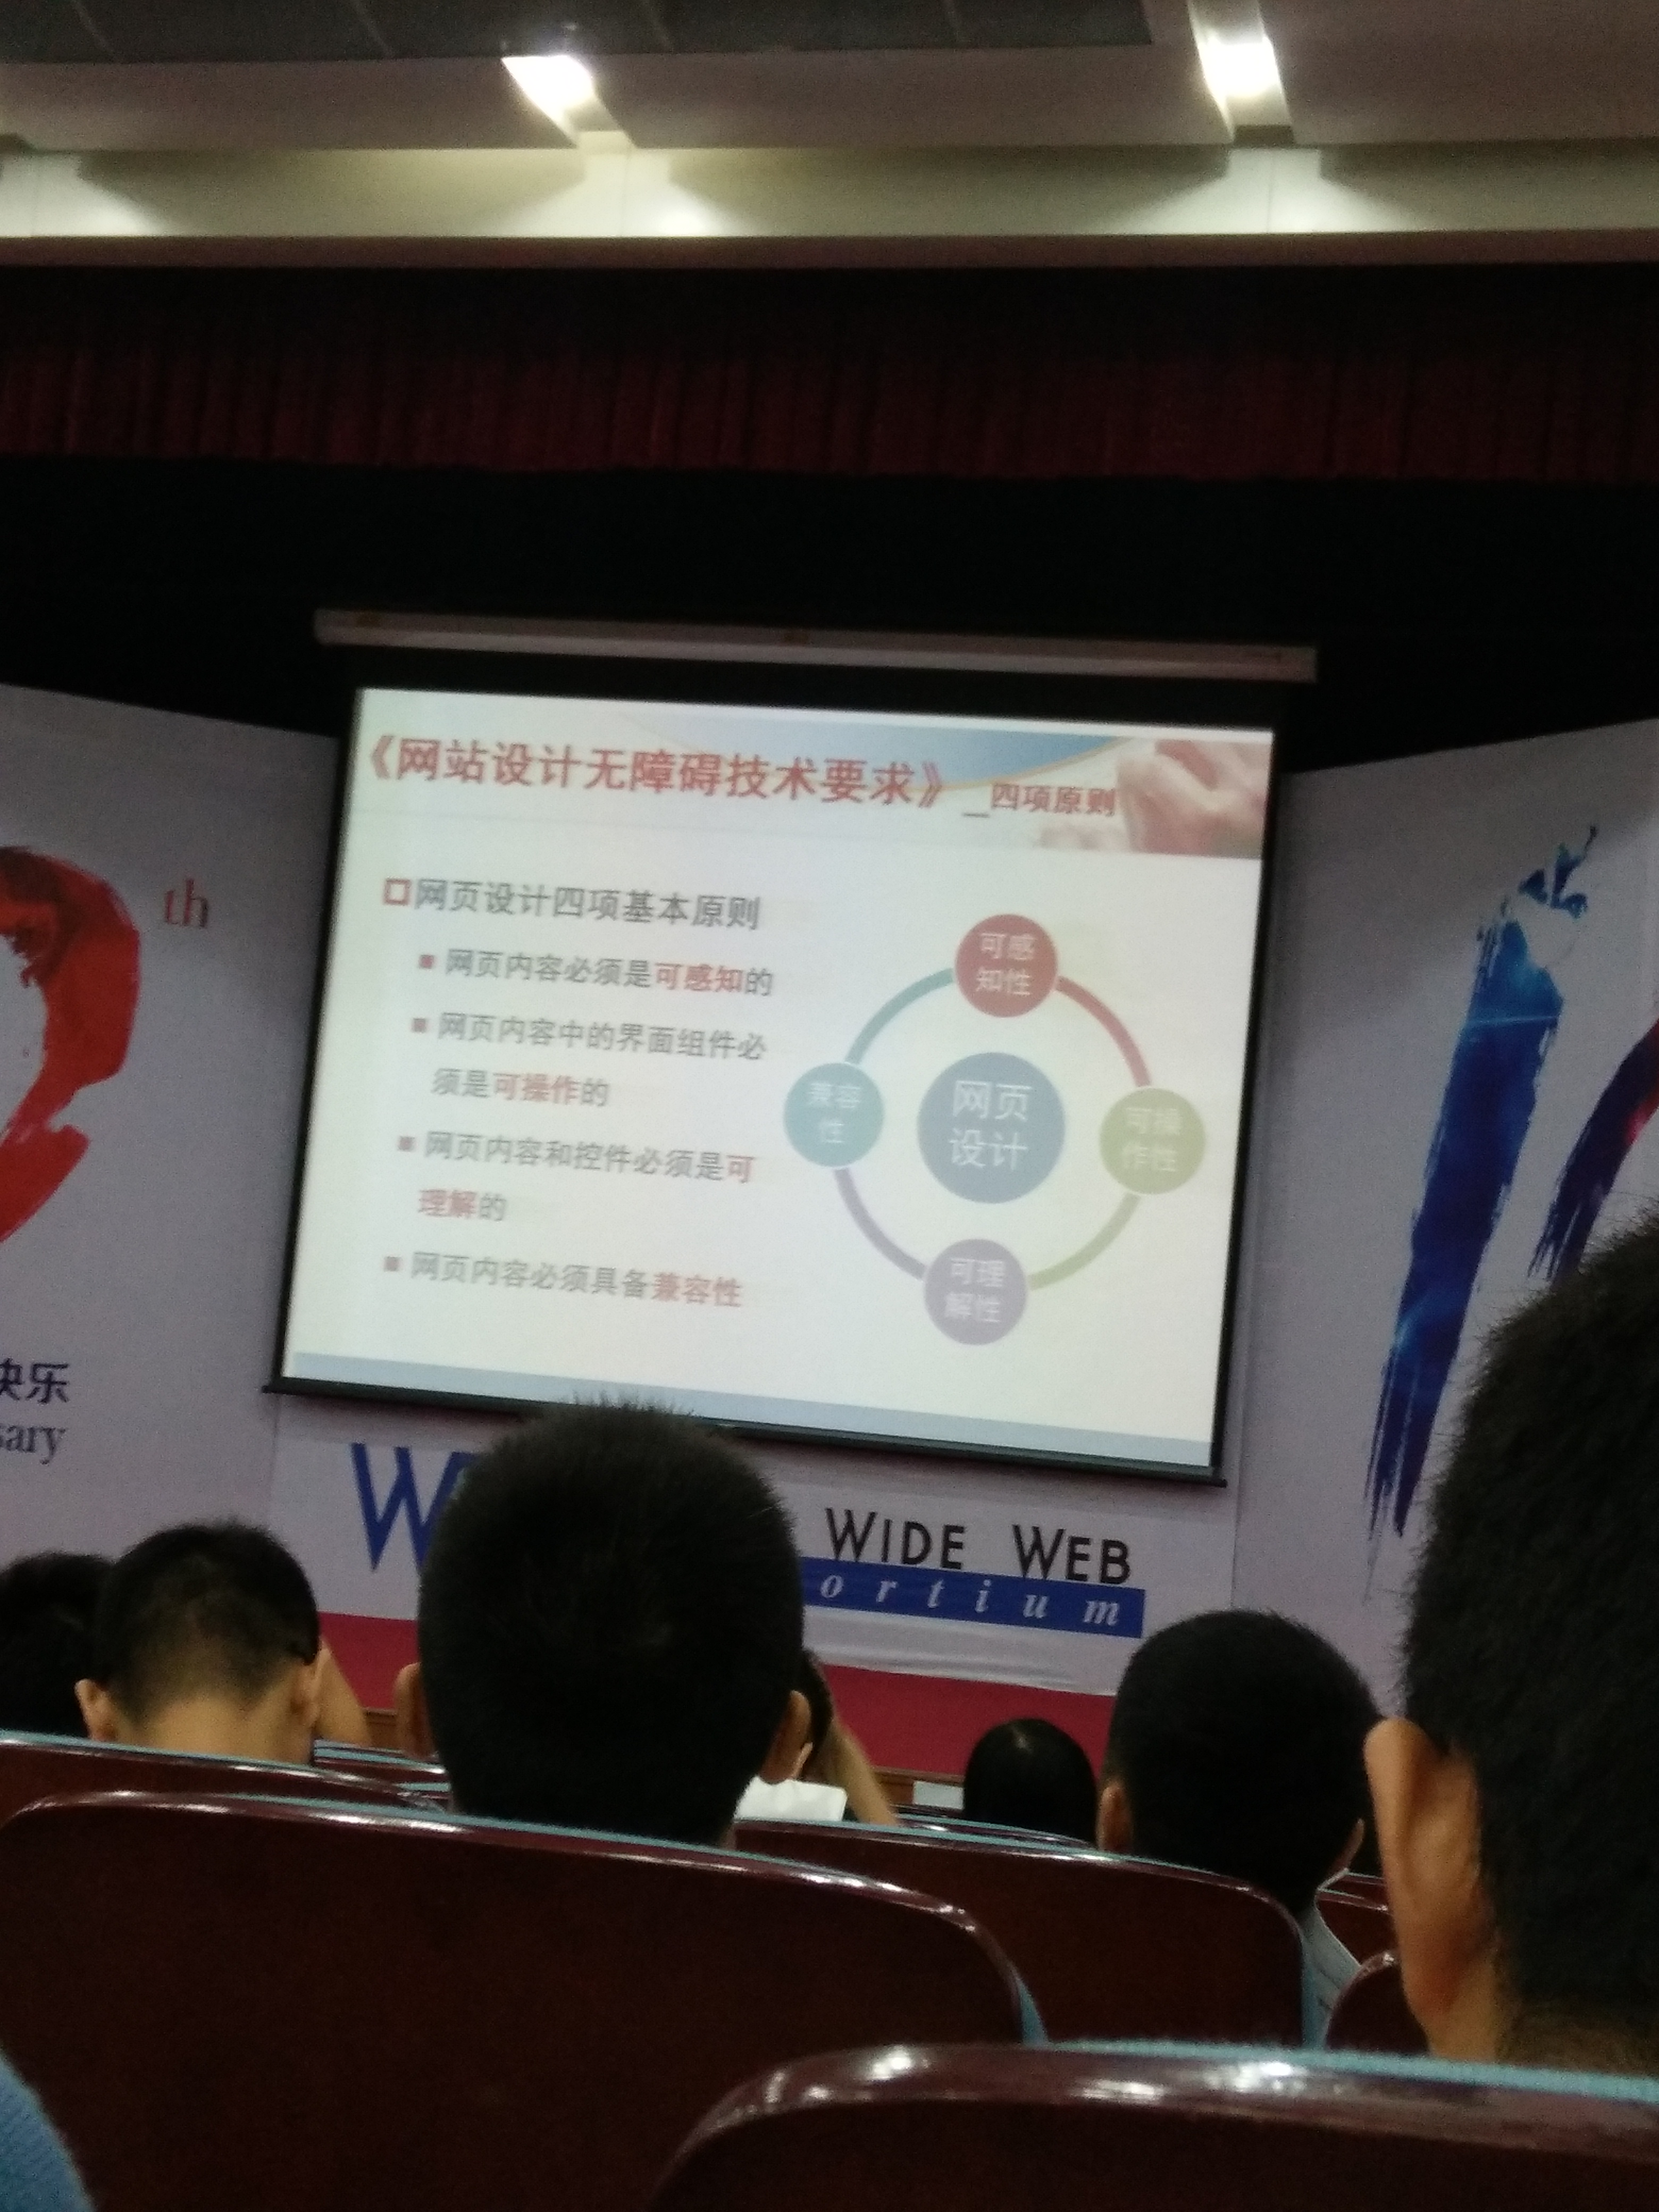 《网站设计无障碍技术要求》_四项原则
网页设计四项基本原则
网页内容必须是可感知的
网页内容中的界面组件必
须是可操作的
网页内容和控件必须是可
理解的
网页内容必须具备兼容性
可感
知性
兼容
性
网页
设计
可操
作性
可理
解性
th
快乐
sary
W
WIDE WEB
ortium